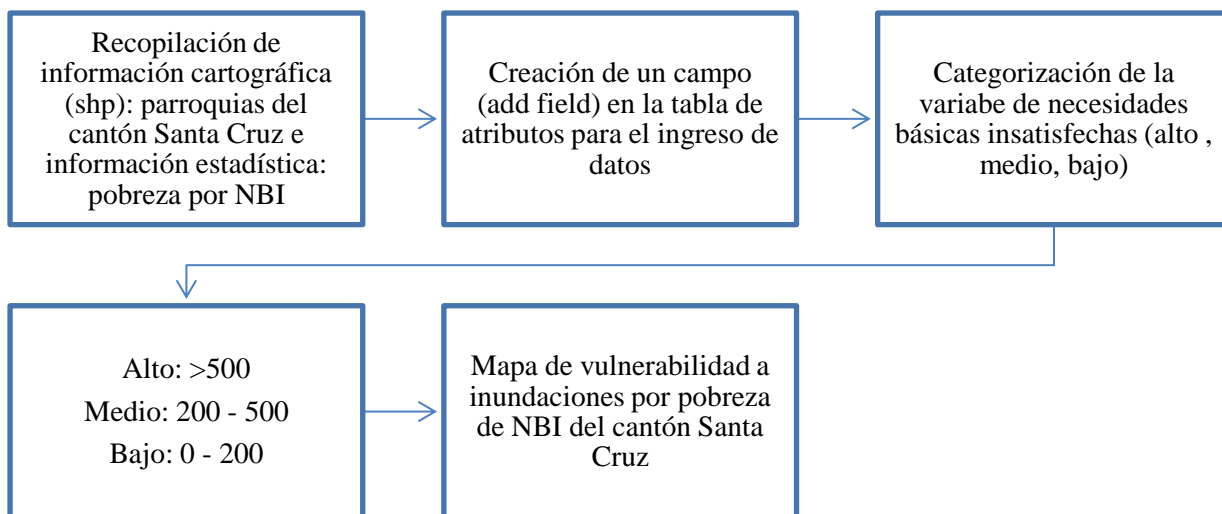 Recopilación de
información cartográfica
(shp): parroquias del
cantón Santa Cruz e
información estadística:
pobreza por NBI
Creación de un campo
(add field) en la tabla de
atributos para el ingreso de
datos
Categorización de la
variabe de necesidades
básicas insatisfechas (alto ,
medio, bajo)
Alto: >500
Medio: 200 - 500
Bajo: 0 - 200
Mapa de vulnerabilidad a
inundaciones por pobreza
de NBI del cantón Santa
Cruz